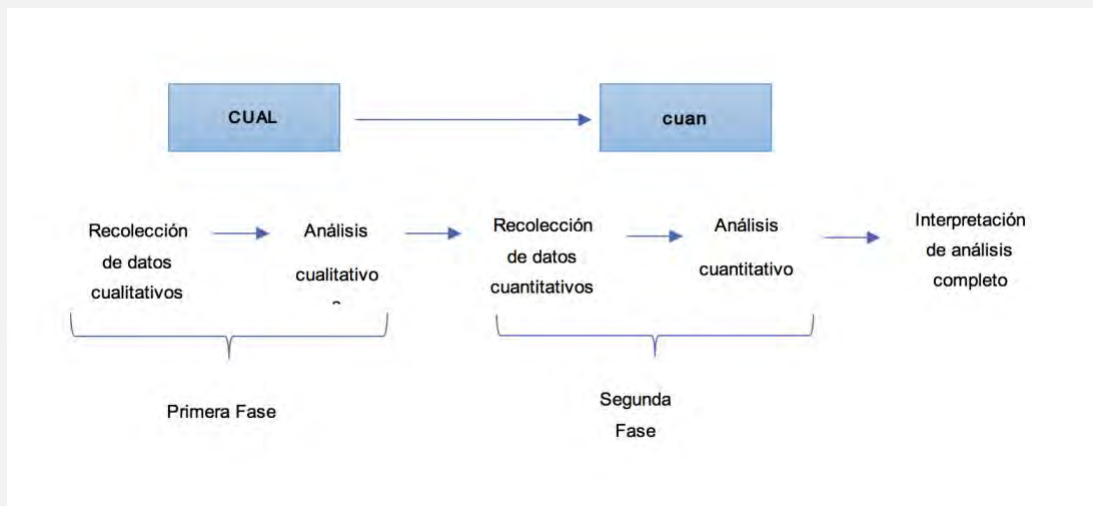 CUAL
cuan
Recolección
de datos
cualitativos
Análisis
cualitativo
Recolección
de datos
cuantitativos
Análisis
cuantitativo
Interpretación
de análisis
completo
Primera Fase
Segunda
Fase